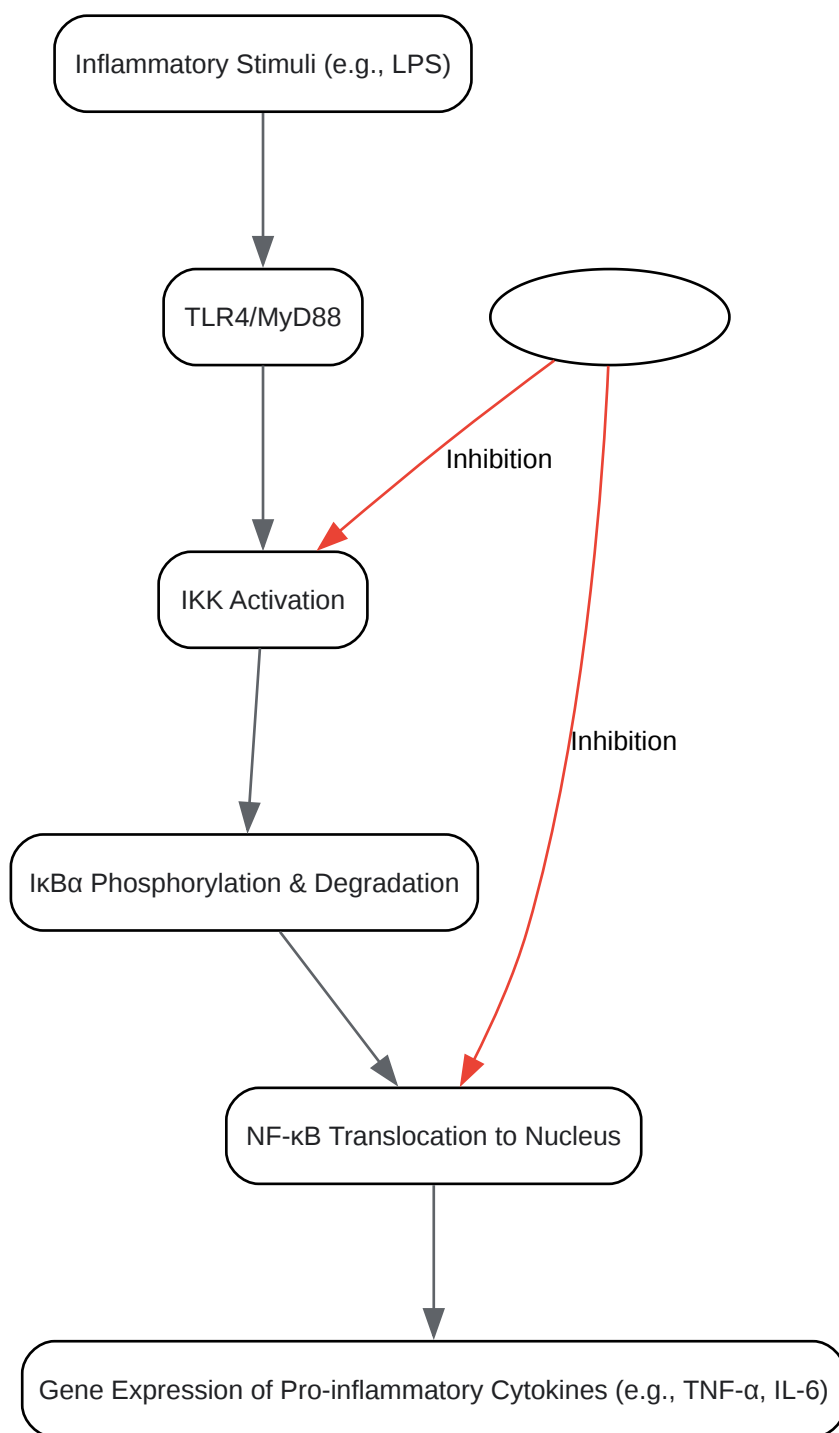 Inflammatory Stimuli (e.g., LPS)
TLR4/MyD88
Inhibition
IKK Activation
Inhibition
IκBα Phosphorylation & Degradation
NF-κB Translocation to Nucleus
Gene Expression of Pro-inflammatory Cytokines (e.g., TNF-α, IL-6)